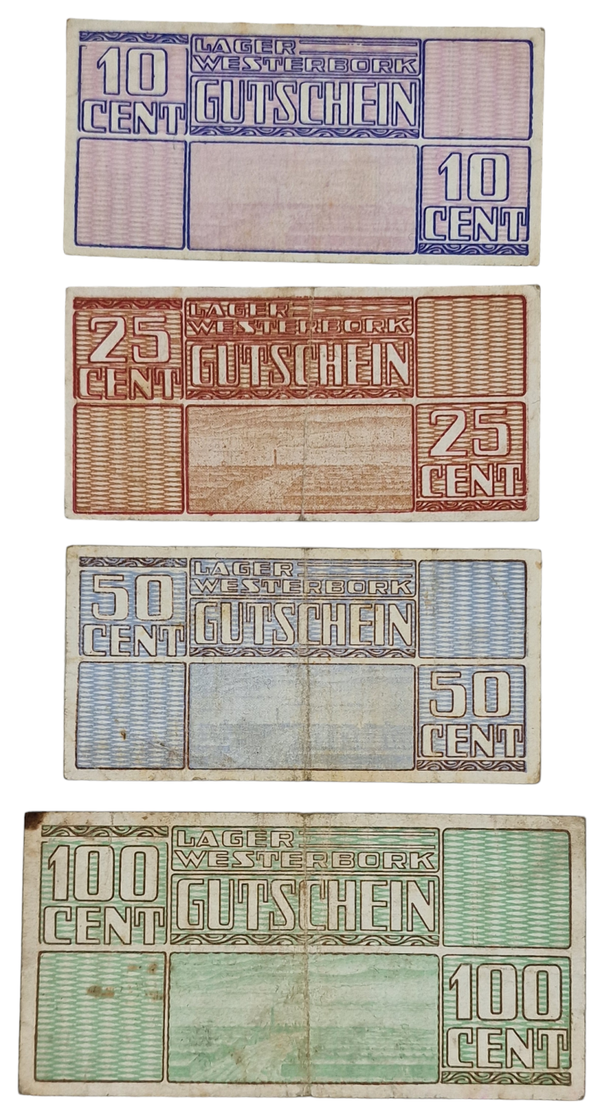 10
CENT
LAGER
WESTERBORK
GUTSCHEIN
10
CENT
25
CENT
LAGER
WESTERBORK
GUTSCHEIN
25
CENT
50
CENT
LAGER
WESTERBORK
GUTSCHEIN
50
CENT
100
CENT
LAGER
WESTERBORK
GUTSCHEIN
100
CENT